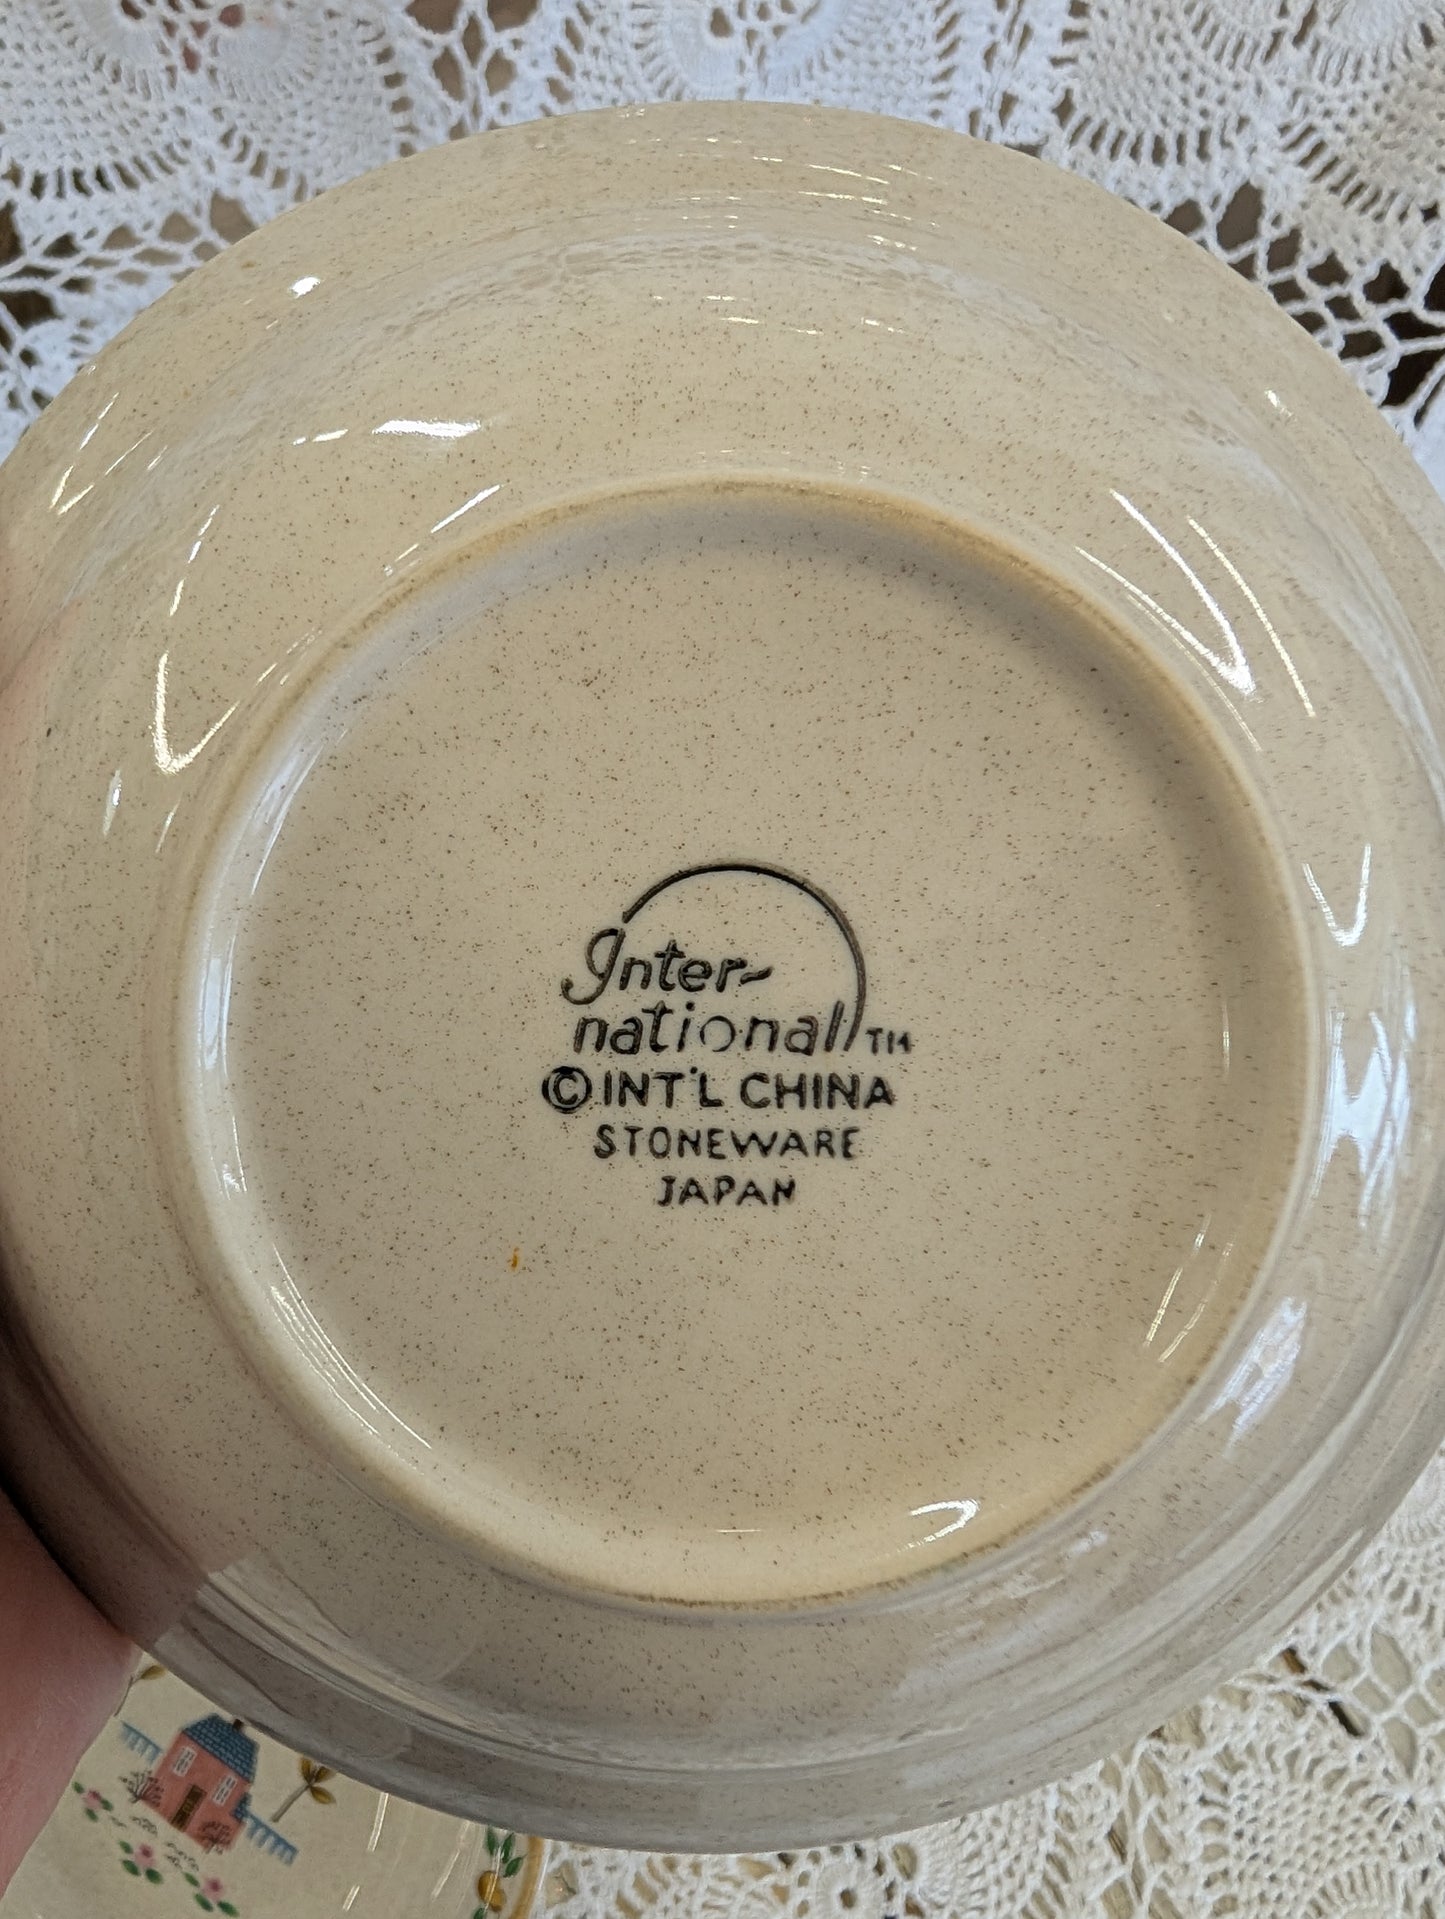 Inter-
national TM
© INT'L CHINA
STONEWARE
JAPAN